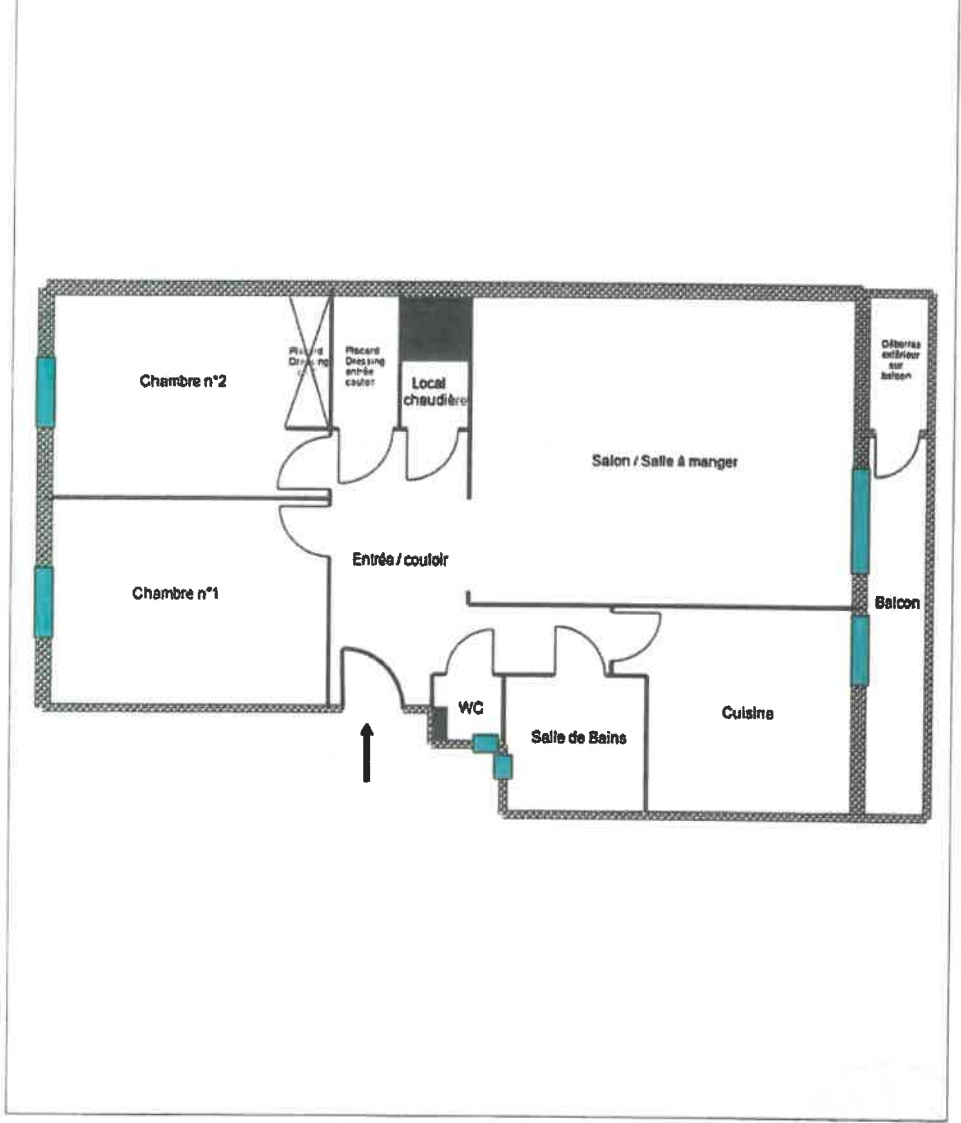 Chambre n°2
Placard
Dressing
entrée
couloir
Local
chaudière
Débarras
extérieur
sur
balcon
Salon / Salle à manger
Entrée / couloir
Chambre n°1
Balcon
WC
Salle de Bains
Cuisine